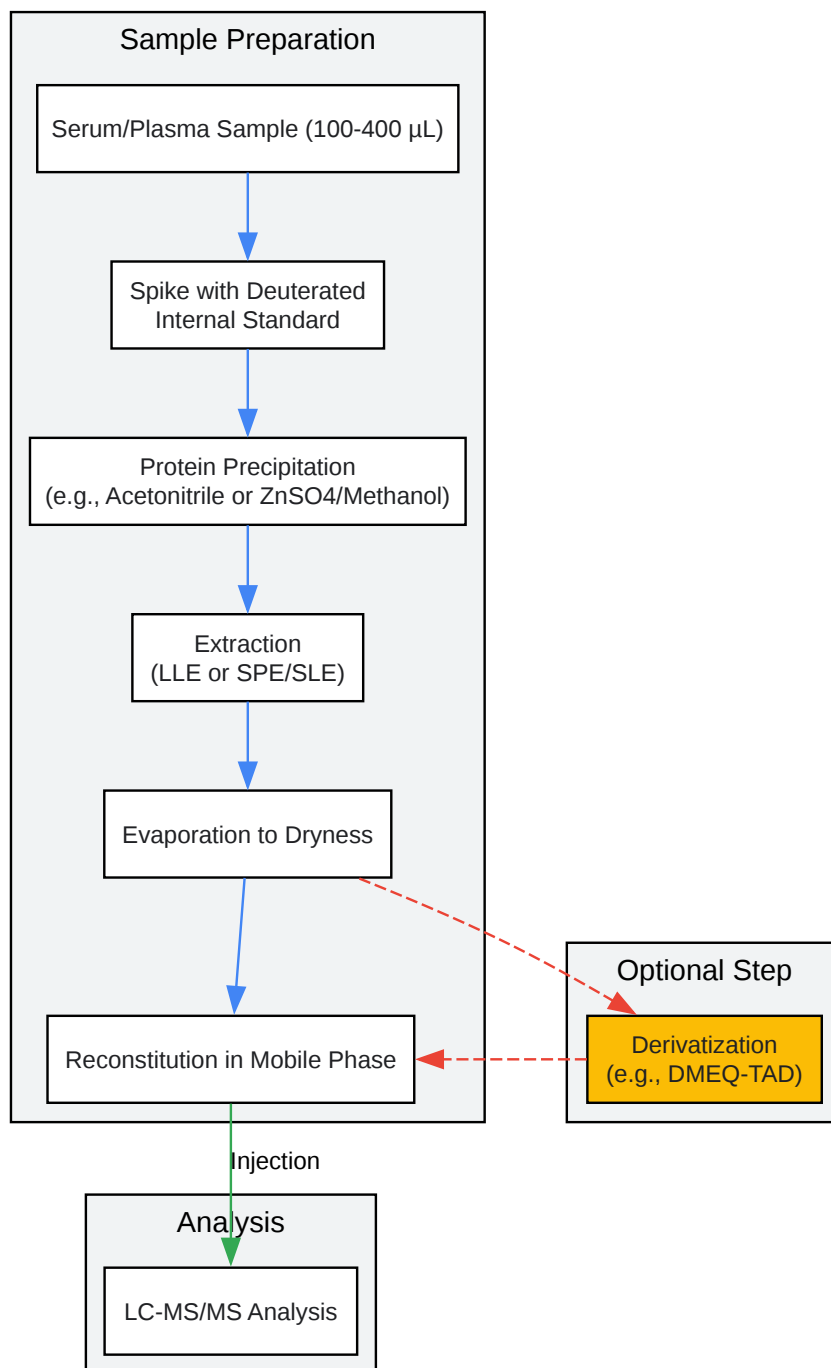 Sample Preparation
Serum/Plasma Sample (100-400 µL)
Spike with Deuterated
Internal Standard
Protein Precipitation
(e.g., Acetonitrile or ZnSO4/Methanol)
Extraction
(LLE or SPE/SLE)
Evaporation to Dryness
Optional Step
Derivatization
(e.g., DMEQ-TAD)
Reconstitution in Mobile Phase
Injection
Analysis
LC-MS/MS Analysis